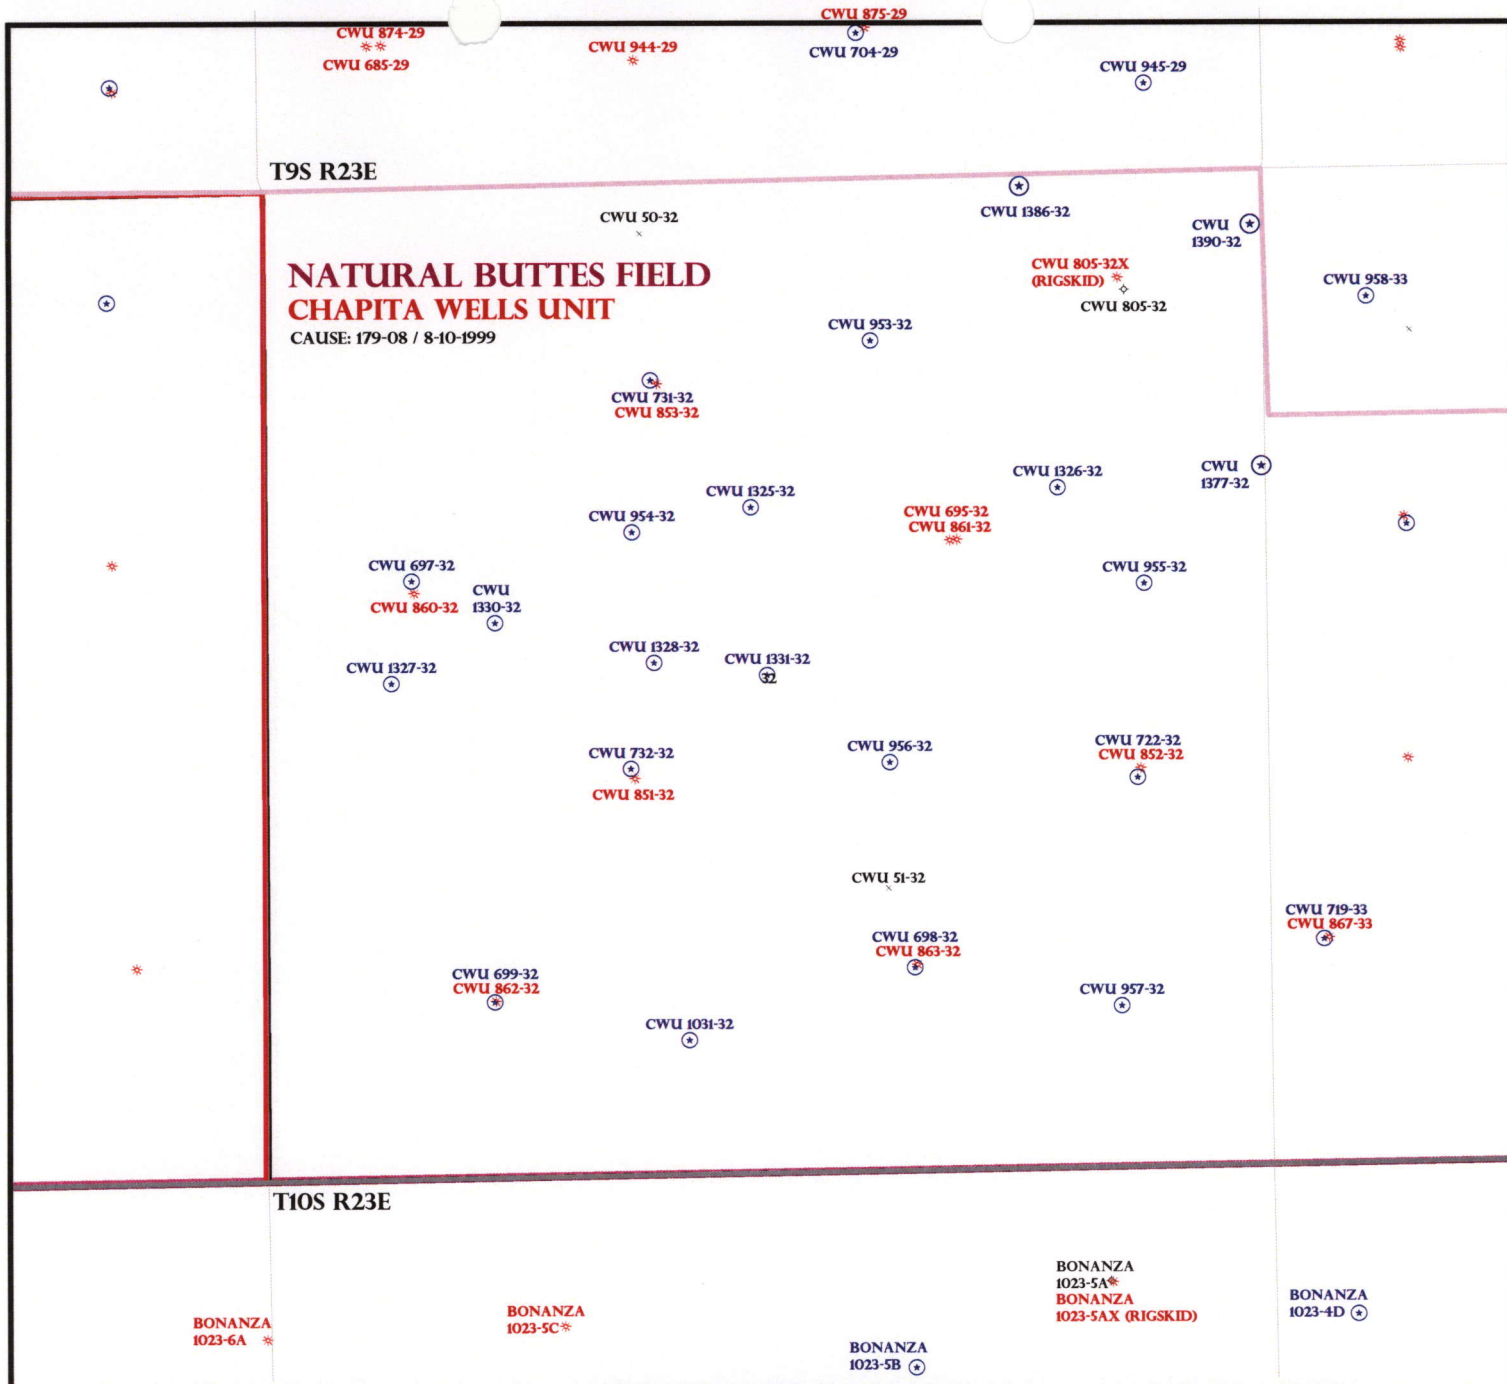 CWU 875-29
CWU 874-29
CWU 685-29
CWU 944-29
CWU 704-29
CWU 945-29
T9S R23E
CWU 50-32
CWU 1386-32
CWU
1390-32
NATURAL BUTTES FIELD
CHAPITA WELLS UNIT
CAUSE: 179-08 / 8-10-1999
CWU 805-32X
(RIGSKID)
CWU 805-32
CWU 958-33
CWU 953-32
CWU 731-32
CWU 853-32
CWU 1326-32
CWU
1377-32
CWU 1325-32
CWU 954-32
CWU 695-32
CWU 861-32
CWU 697-32
CWU 860-32
CWU
1330-32
CWU 955-32
CWU 1328-32
CWU 1331-32
32
CWU 1327-32
CWU 732-32
CWU 851-32
CWU 956-32
CWU 722-32
CWU 852-32
CWU 51-32
CWU 719-33
CWU 867-33
CWU 698-32
CWU 863-32
CWU 699-32
CWU 862-32
CWU 957-32
CWU 1031-32
T10S R23E
BONANZA
1023-5A
BONANZA
1023-5AX (RIGSKID)
BONANZA
1023-4D
BONANZA
1023-6A
BONANZA
1023-5C
BONANZA
1023-5B